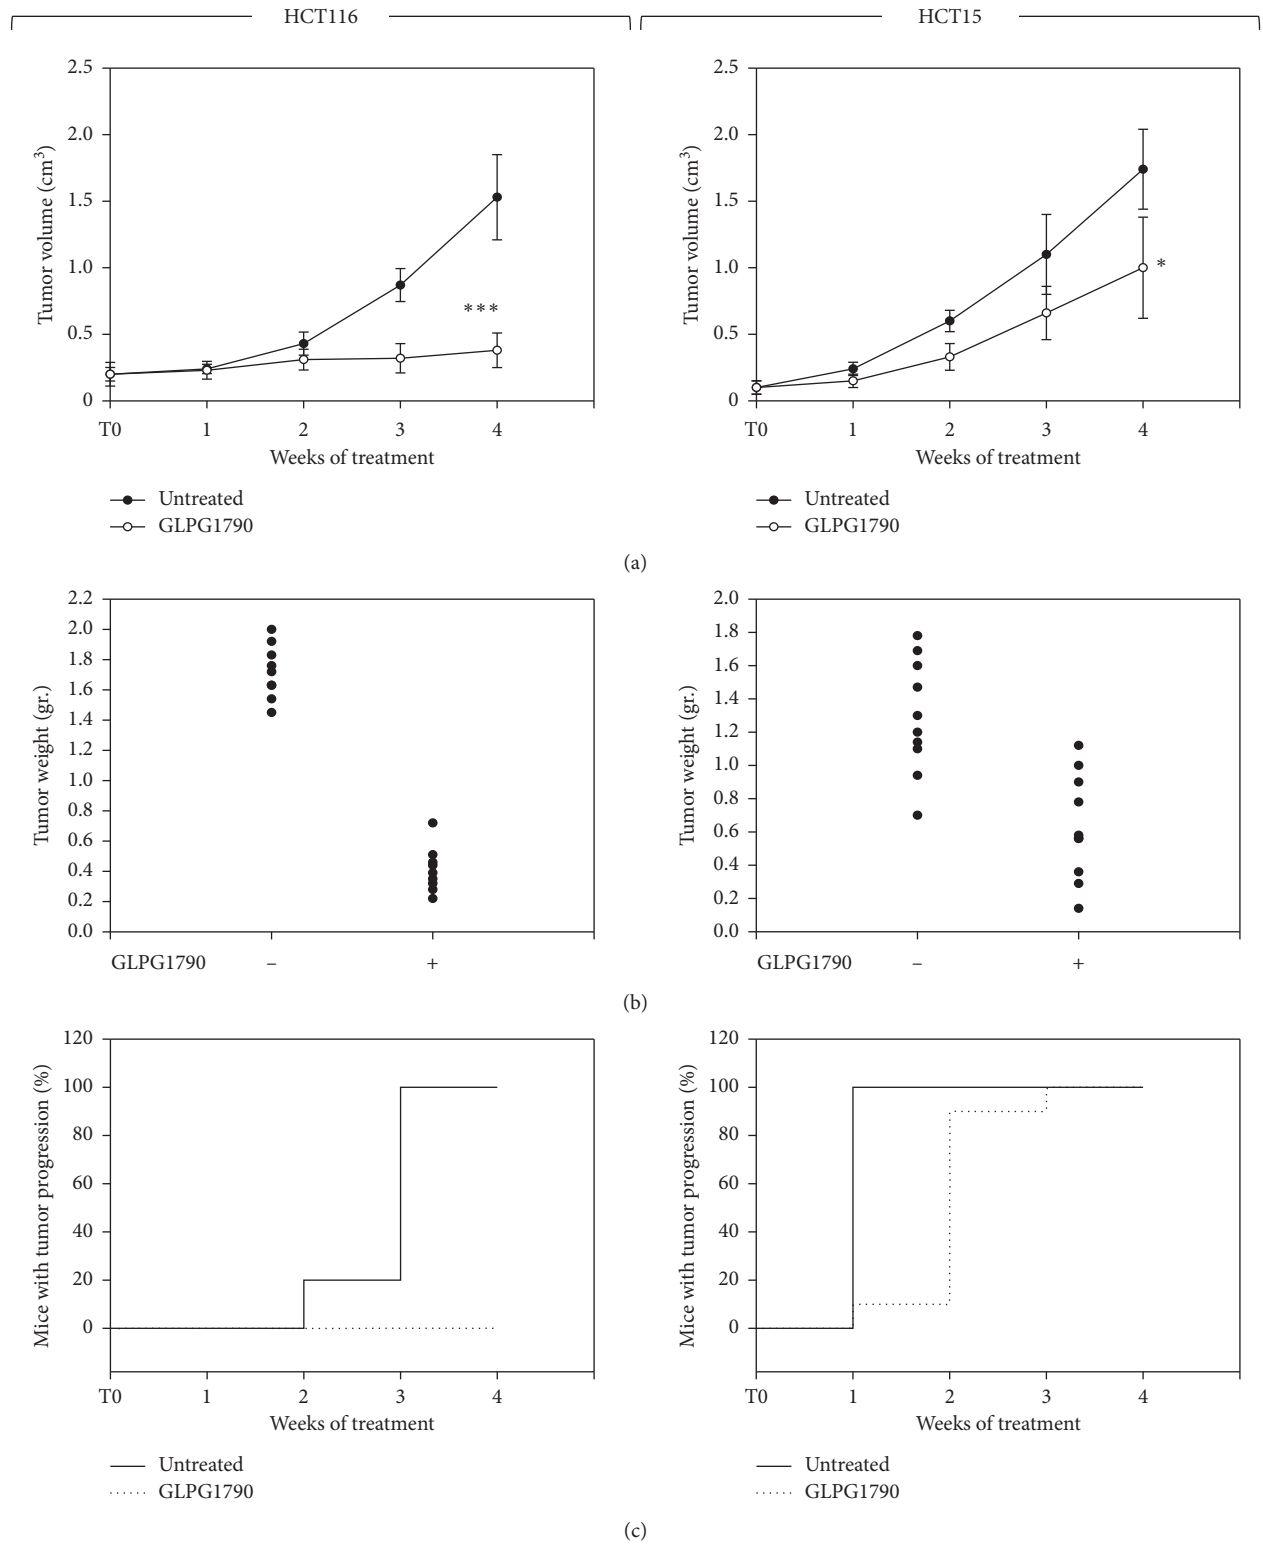 HCT116
HCT15
2.5
2.0
1.5
1.0
0.5
0
Tumor volume (cm3)
T0 1 2 3 4
Weeks of treatment
Untreated
GLPG1790
***
2.5
2.0
1.5
1.0
0.5
0
Tumor volume (cm3)
T0 1 2 3 4
Weeks of treatment
Untreated
GLPG1790
*
(a)
2.2
2.0
1.8
1.6
1.4
1.2
1.0
0.8
0.6
0.4
0.2
0.0
Tumor weight (gr.)
GLPG1790 – +
2.0
1.8
1.6
1.4
1.2
1.0
0.8
0.6
0.4
0.2
0.0
Tumor weight (gr.)
GLPG1790 – +
(b)
120
100
80
60
40
20
0
Mice with tumor progression (%)
T0 1 2 3 4
Weeks of treatment
Untreated
GLPG1790
120
100
80
60
40
20
0
Mice with tumor progression (%)
T0 1 2 3 4
Weeks of treatment
Untreated
GLPG1790
(c)